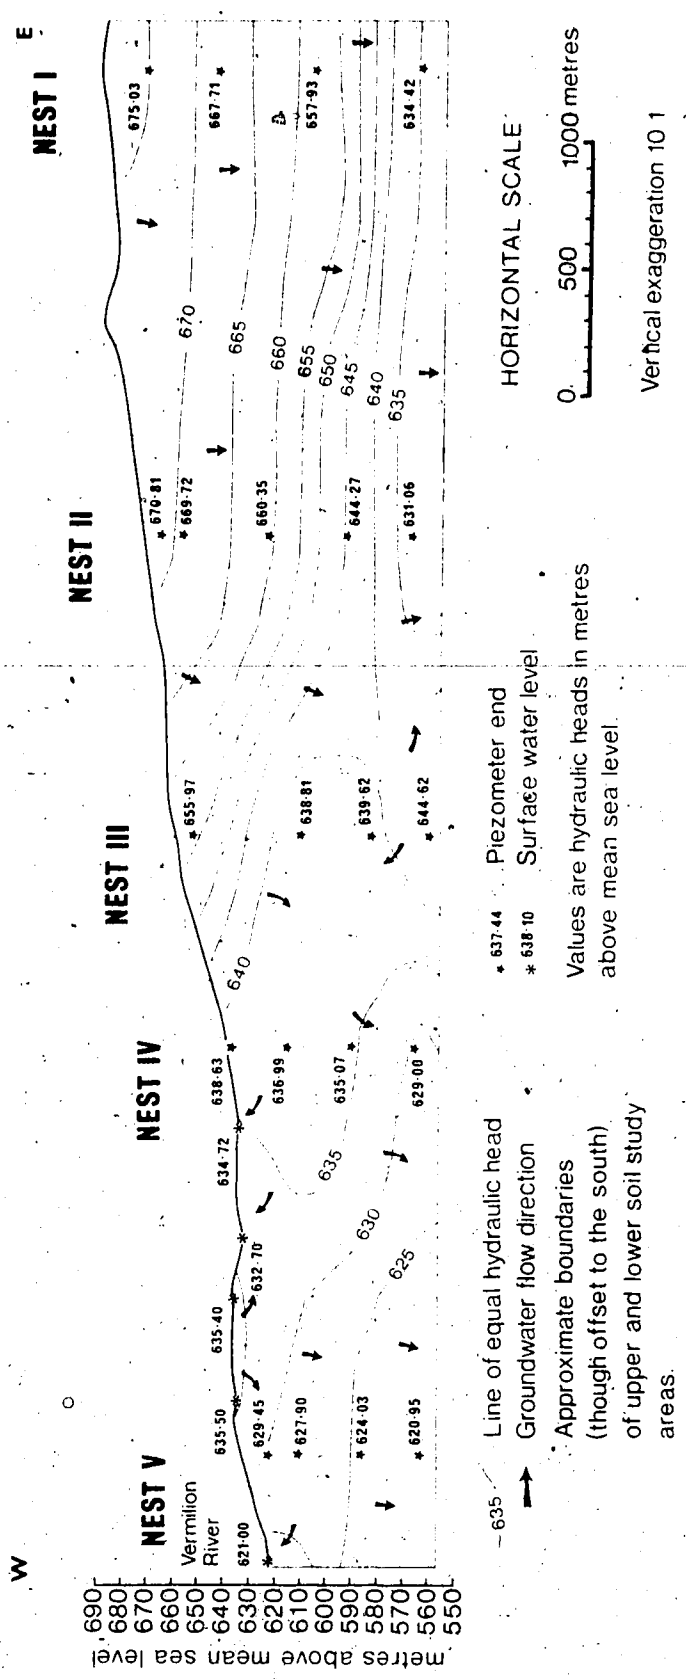 W
E
NEST V
NEST IV
NEST III
NEST II
NEST I
Vermilion
River
metres above mean sea level
690
680
670
660
650
640
630
620
610
600
590
580
570
560
550
621·00
635·50
629·45
627·90
624·03
620·95
635·40
632·70
634·72
638·63
636·99
635·07
629·00
655·97
638·81
639·62
644·62
670·81
669·72
660·35
644·27
631·06
675·03
667·71
657·93
634·42
670
665
660
655
650
645
640
635
640
635
630
625
635 Line of equal hydraulic head
Groundwater flow direction
Approximate boundaries
(though offset to the south)
of upper and lower soil study
areas.
★ 637·44 Piezometer end
* 638·10 Surface water level
Values are hydraulic heads in metres
above mean sea level.
HORIZONTAL SCALE
0 500 1000 metres
Vertical exaggeration 10 1